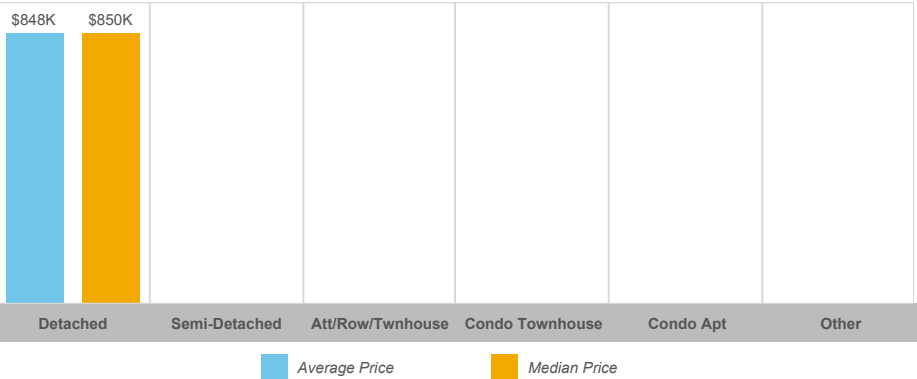 $848K $850K
Detached Semi-Detached Att/Row/Twnhouse Condo Townhouse Condo Apt Other
Average Price Median Price